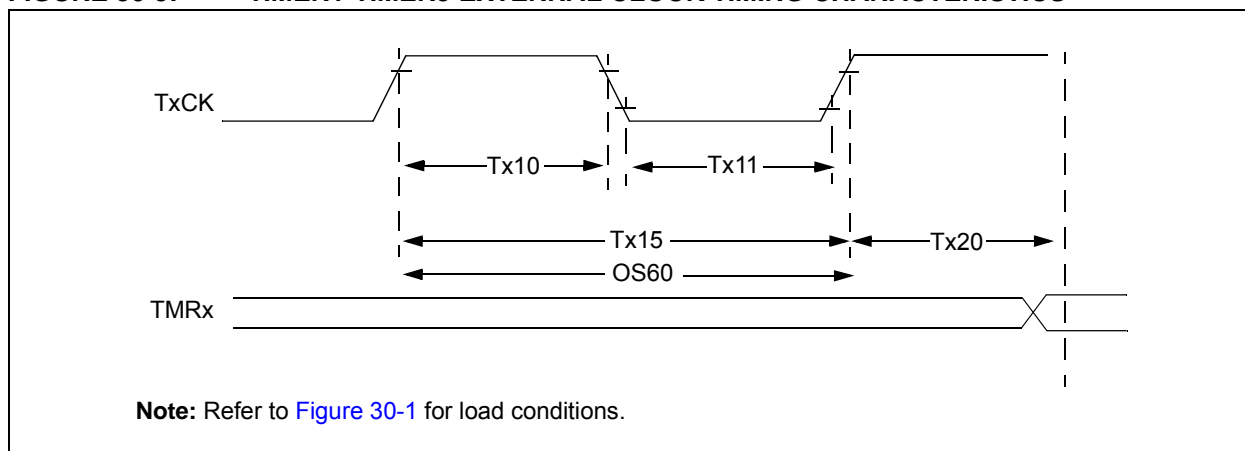 TxCK
Tx10
Tx11
Tx15
Tx20
OS60
TMRx
Note: Refer to Figure 30-1 for load conditions.